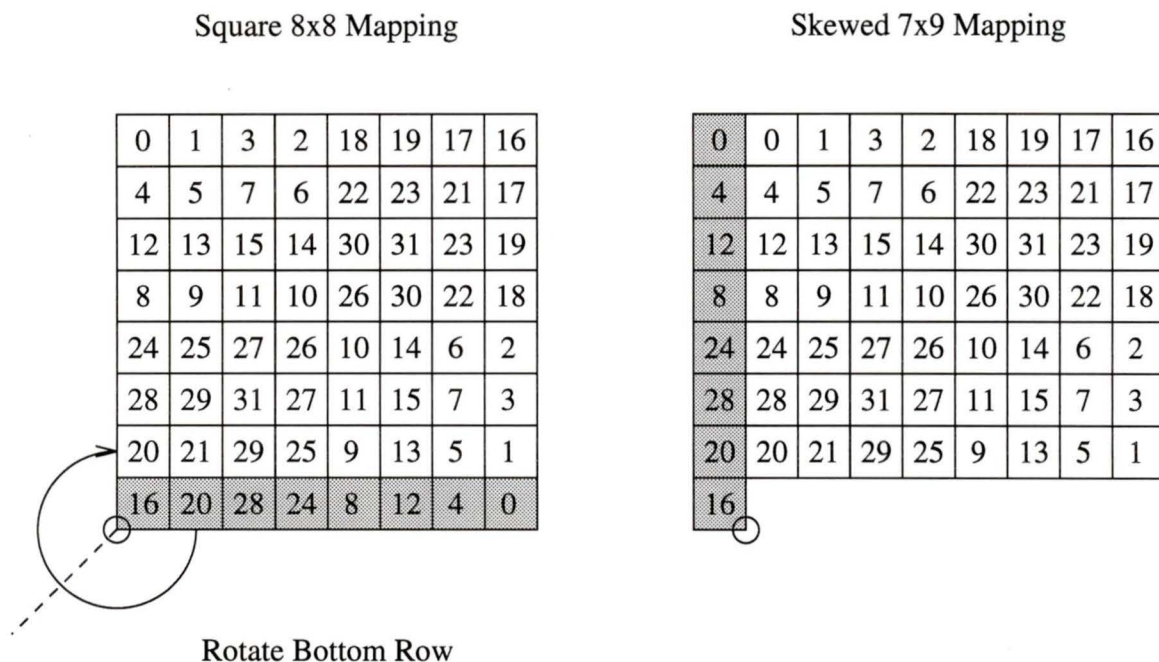 Square 8x8 Mapping
Skewed 7x9 Mapping
0 1 3 2 18 19 17 16
4 5 7 6 22 23 21 17
12 13 15 14 30 31 23 19
8 9 11 10 26 30 22 18
24 25 27 26 10 14 6 2
28 29 31 27 11 15 7 3
20 21 29 25 9 13 5 1
16 20 28 24 8 12 4 0
0 0 1 3 2 18 19 17 16
4 4 5 7 6 22 23 21 17
12 12 13 15 14 30 31 23 19
8 8 9 11 10 26 30 22 18
24 24 25 27 26 10 14 6 2
28 28 29 31 27 11 15 7 3
20 20 21 29 25 9 13 5 1
16
Rotate Bottom Row